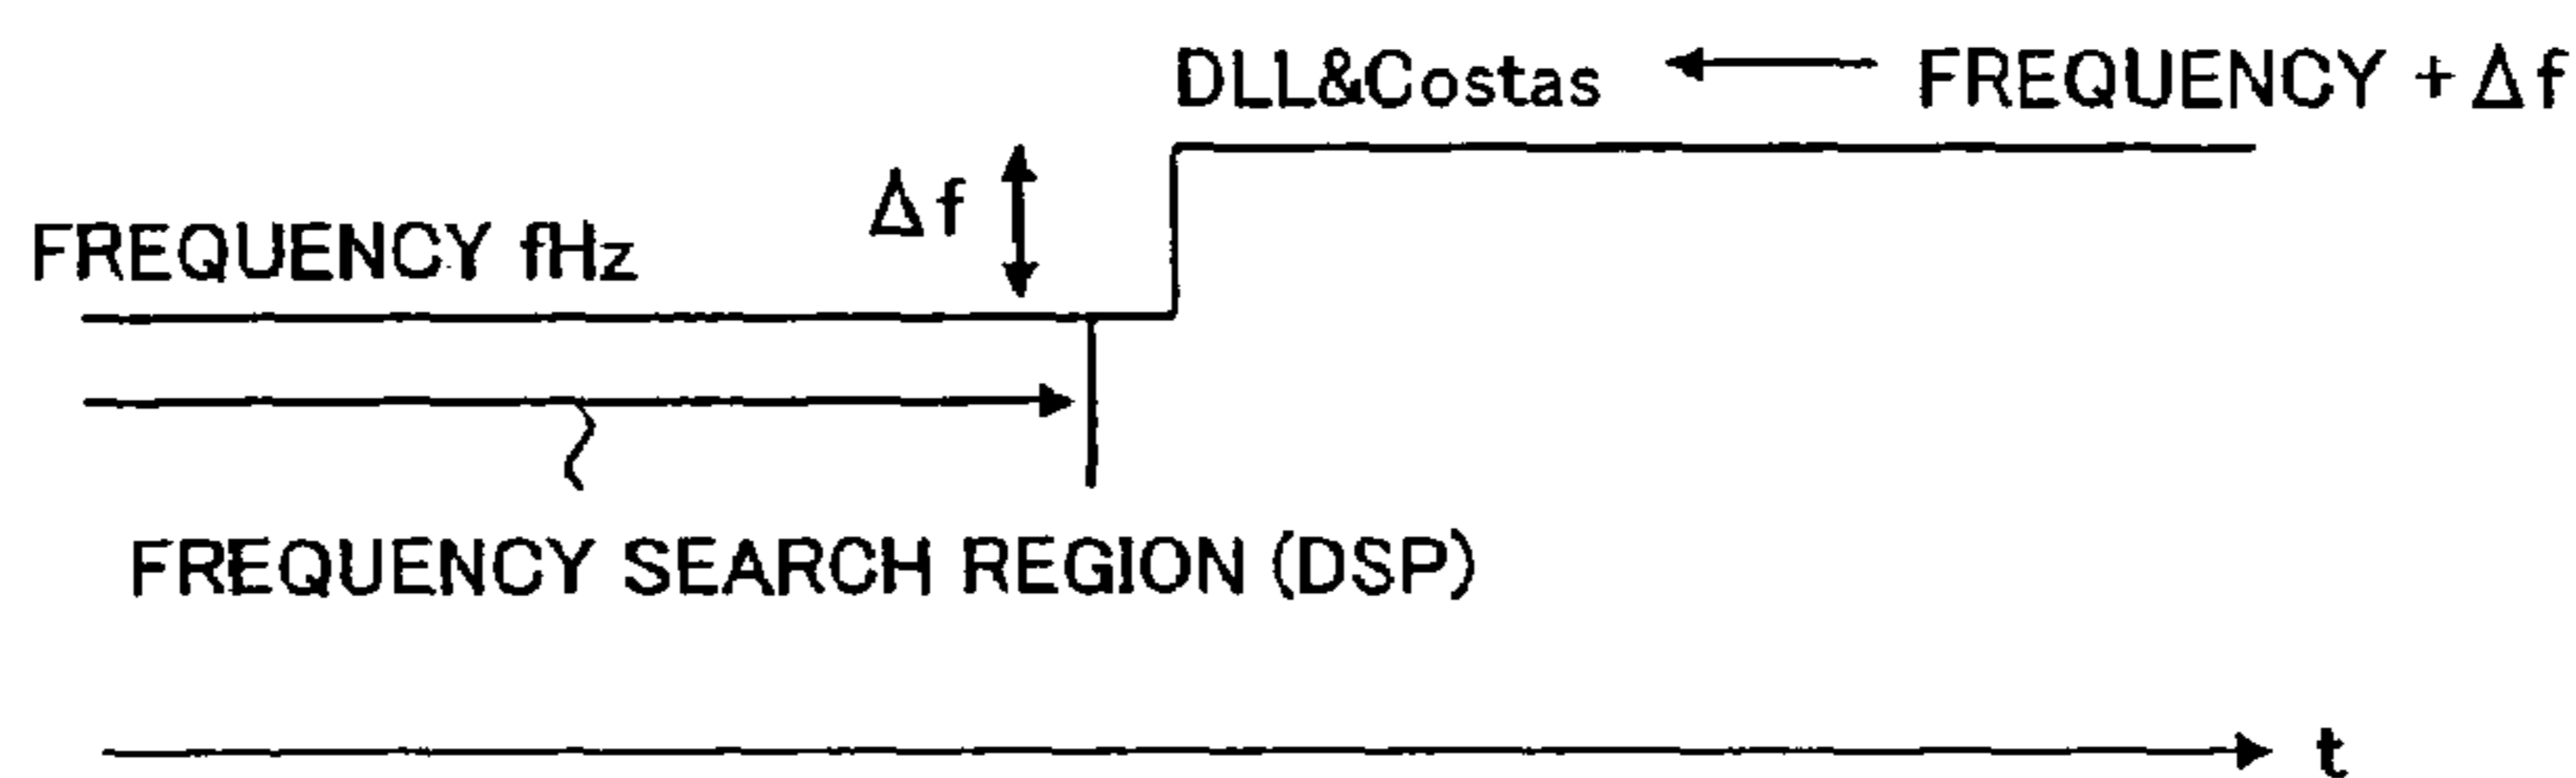 DLL&Costas FREQUENCY +Δf
Δf
FREQUENCY fHz
FREQUENCY SEARCH REGION (DSP)
t